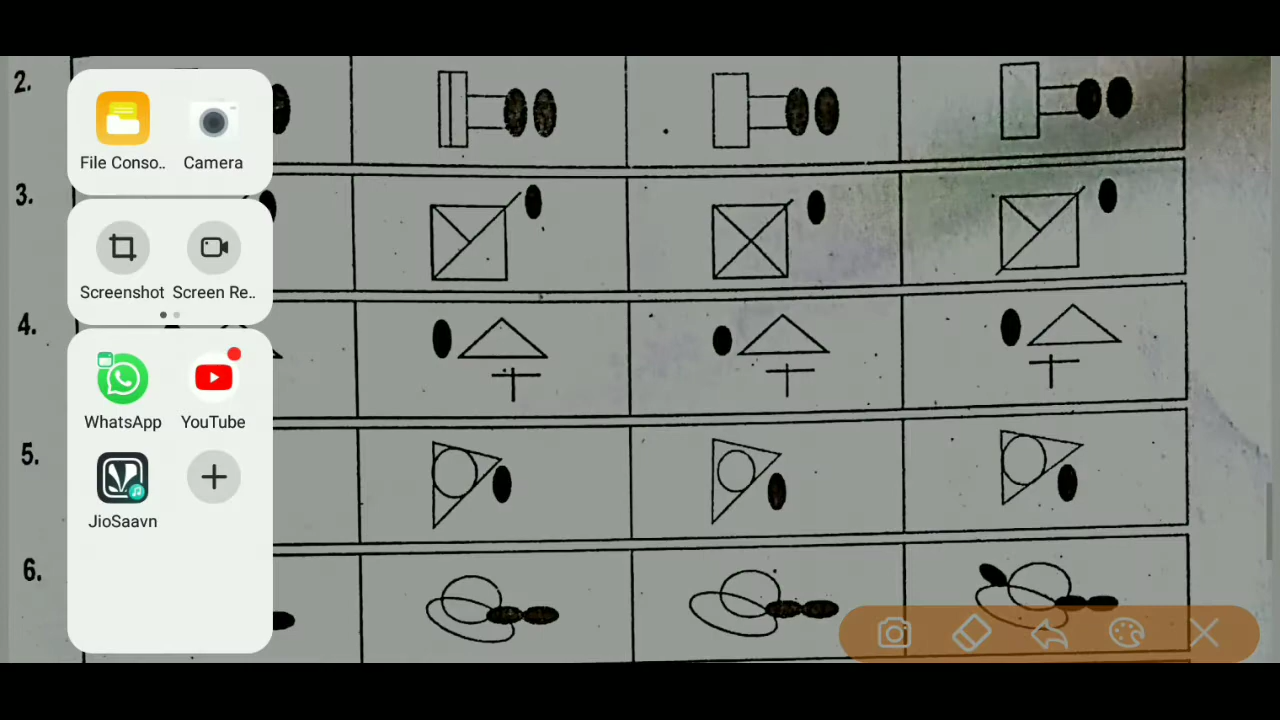 2.
File Conso..
Camera
3.
Screenshot
Screen Re..
4.
WhatsApp
YouTube
5.
JioSaavn
6.